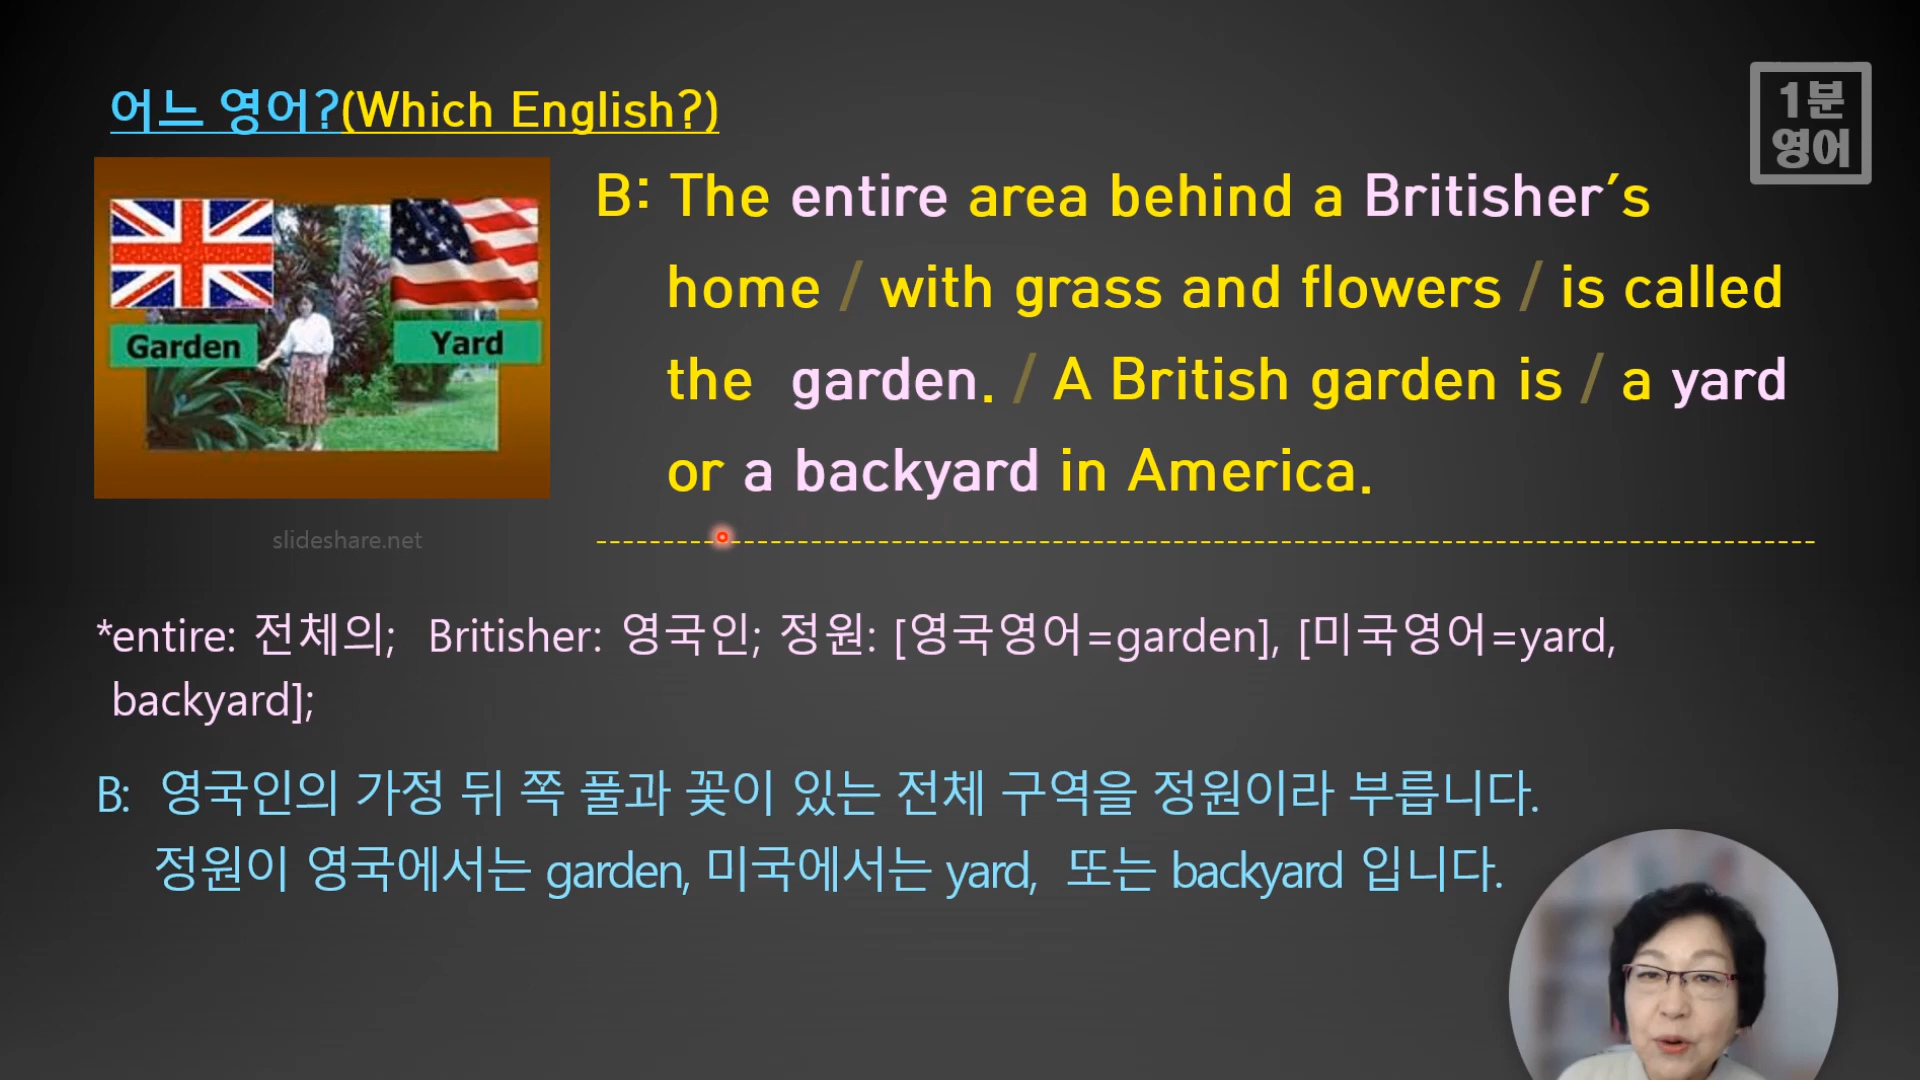 어느 영어?(Which English?)
1분
영어
Garden
Yard
slideshare.net
B: The entire area behind a Britisher's
home / with grass and flowers / is called
the garden. / A British garden is / a yard
or a backyard in America.
*entire: 전체의; Britisher: 영국인; 정원: [영국영어=garden], [미국영어=yard,
backyard];
B: 영국인의 가정 뒤 쪽 풀과 꽃이 있는 전체 구역을 정원이라 부릅니다.
정원이 영국에서는 garden, 미국에서는 yard, 또는 backyard 입니다.